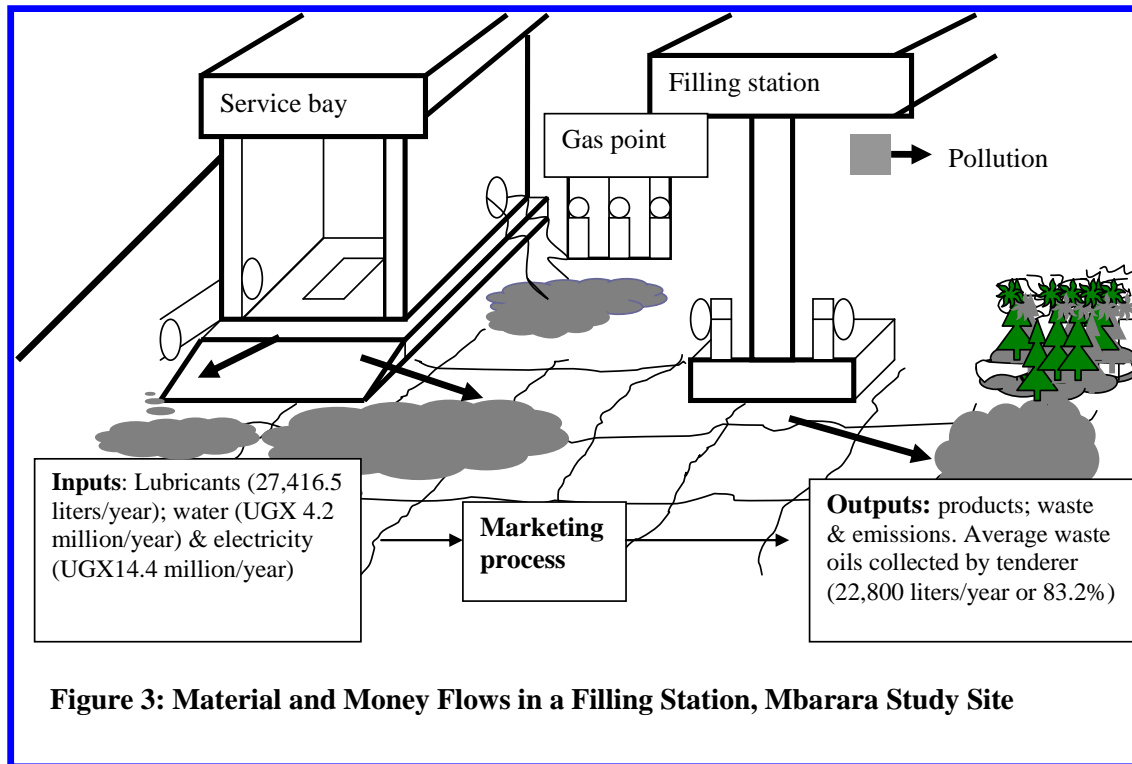 Service bay
Filling station
Gas point
Pollution
Inputs: Lubricants (27,416.5
liters/year); water (UGX 4.2
million/year) & electricity
(UGX14.4 million/year)
Marketing
process
Outputs: products; waste
& emissions. Average waste
oils collected by tenderer
(22,800 liters/year or 83.2%)
Figure 3: Material and Money Flows in a Filling Station, Mbarara Study Site